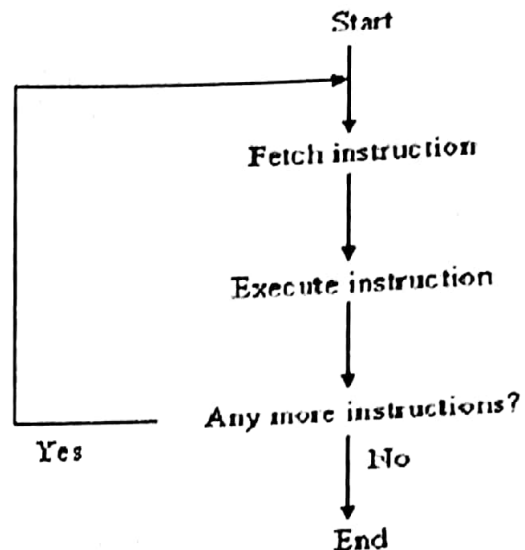 Start
Fetch instruction
Execute instruction
Any more instructions?
Yes
No
End